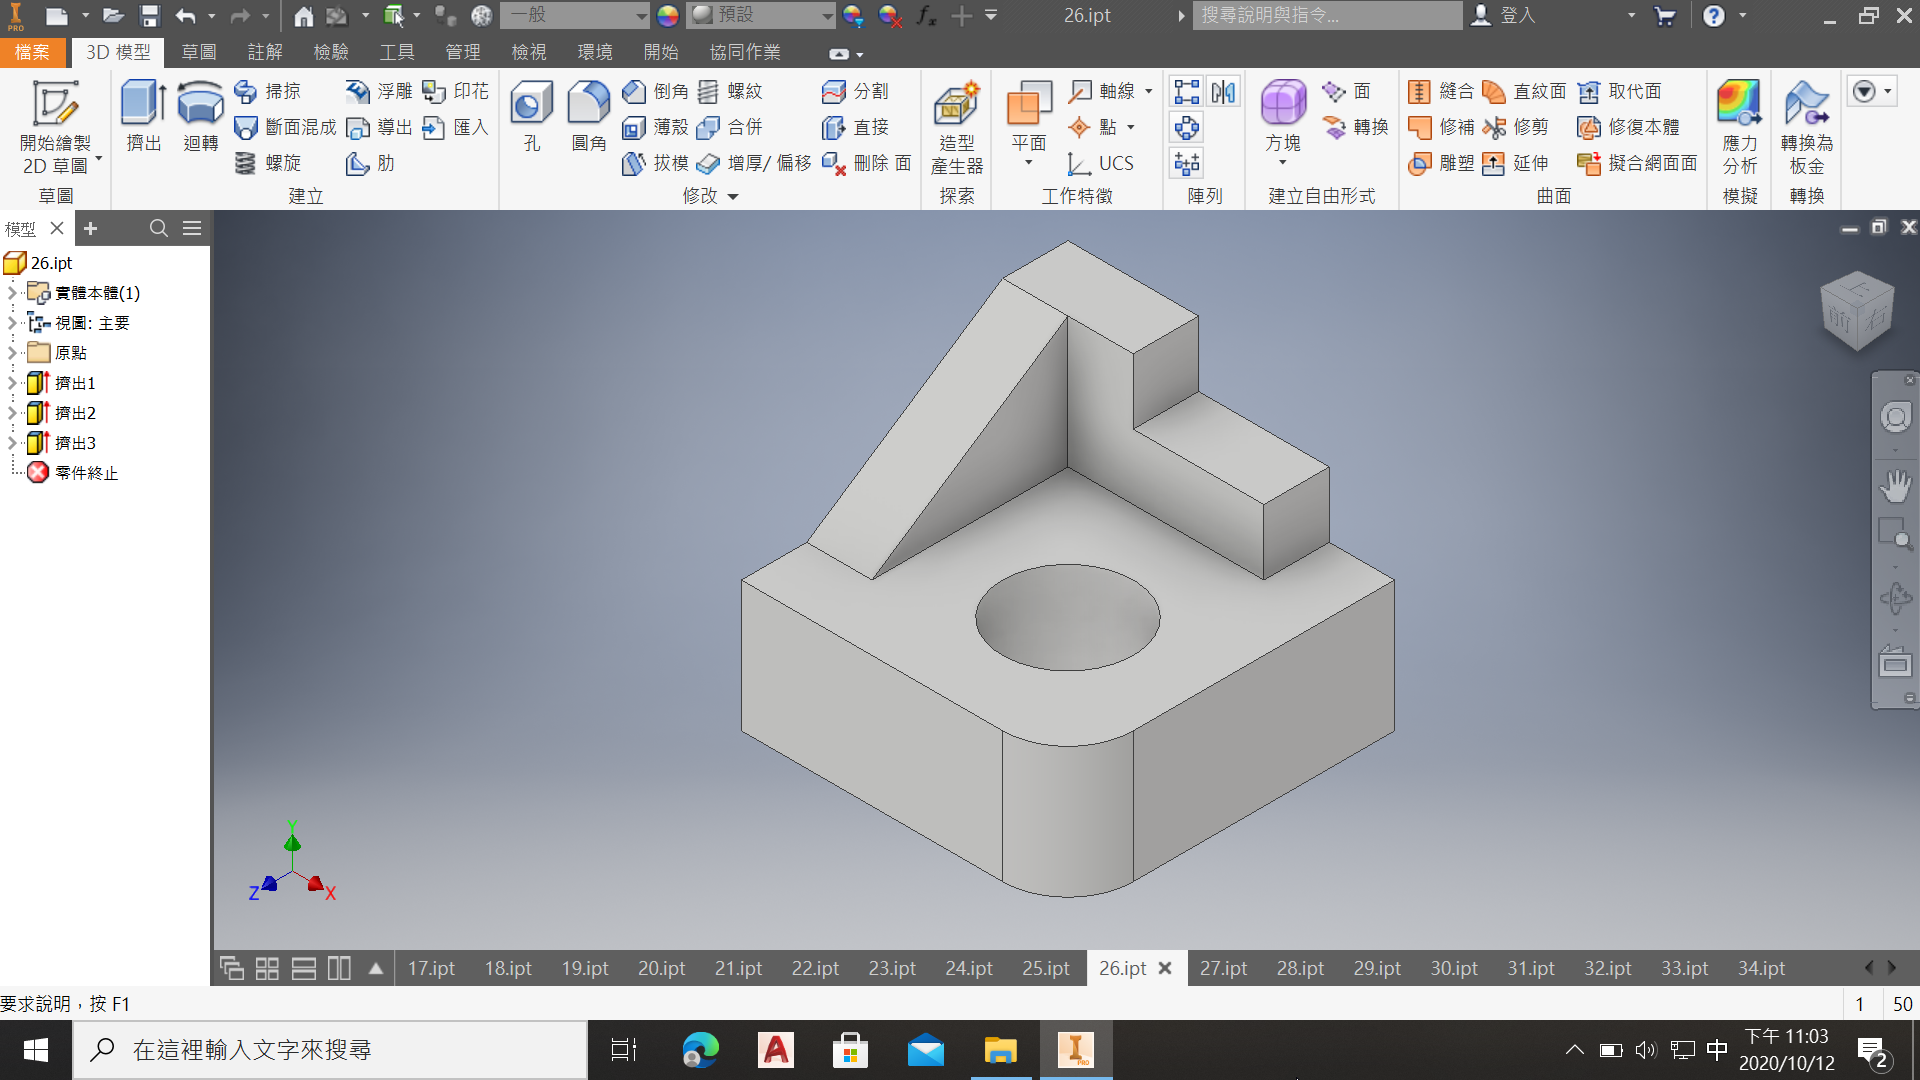 PRO
一般
預設
26.ipt
搜尋說明與指令...
登入
檔案
3D 模型
草圖
註解
檢驗
工具
管理
檢視
環境
開始
協同作業
開始繪製
2D 草圖
草圖
擠出
迴轉
掃掠
斷面混成
螺旋
浮雕
導出
肋
印花
匯入
建立
孔
圓角
倒角
薄殼
拔模
螺紋
合併
增厚/ 偏移
分割
直接
刪除 面
修改
造型
產生器
探索
平面
軸線
點
UCS
工作特徵
陣列
方塊
面
轉換
建立自由形式
縫合
修補
雕塑
直紋面
修剪
延伸
取代面
修復本體
擬合網面面
曲面
應力
分析
模擬
轉換為
板金
轉換
模型
26.ipt
實體本體(1)
視圖: 主要
原點
擠出1
擠出2
擠出3
零件終止
上
前
右
Y
Z
X
17.ipt
18.ipt
19.ipt
20.ipt
21.ipt
22.ipt
23.ipt
24.ipt
25.ipt
26.ipt
27.ipt
28.ipt
29.ipt
30.ipt
31.ipt
32.ipt
33.ipt
34.ipt
要求說明，按 F1
1
50
在這裡輸入文字來搜尋
PRO
中
下午 11:03
2020/10/12
2